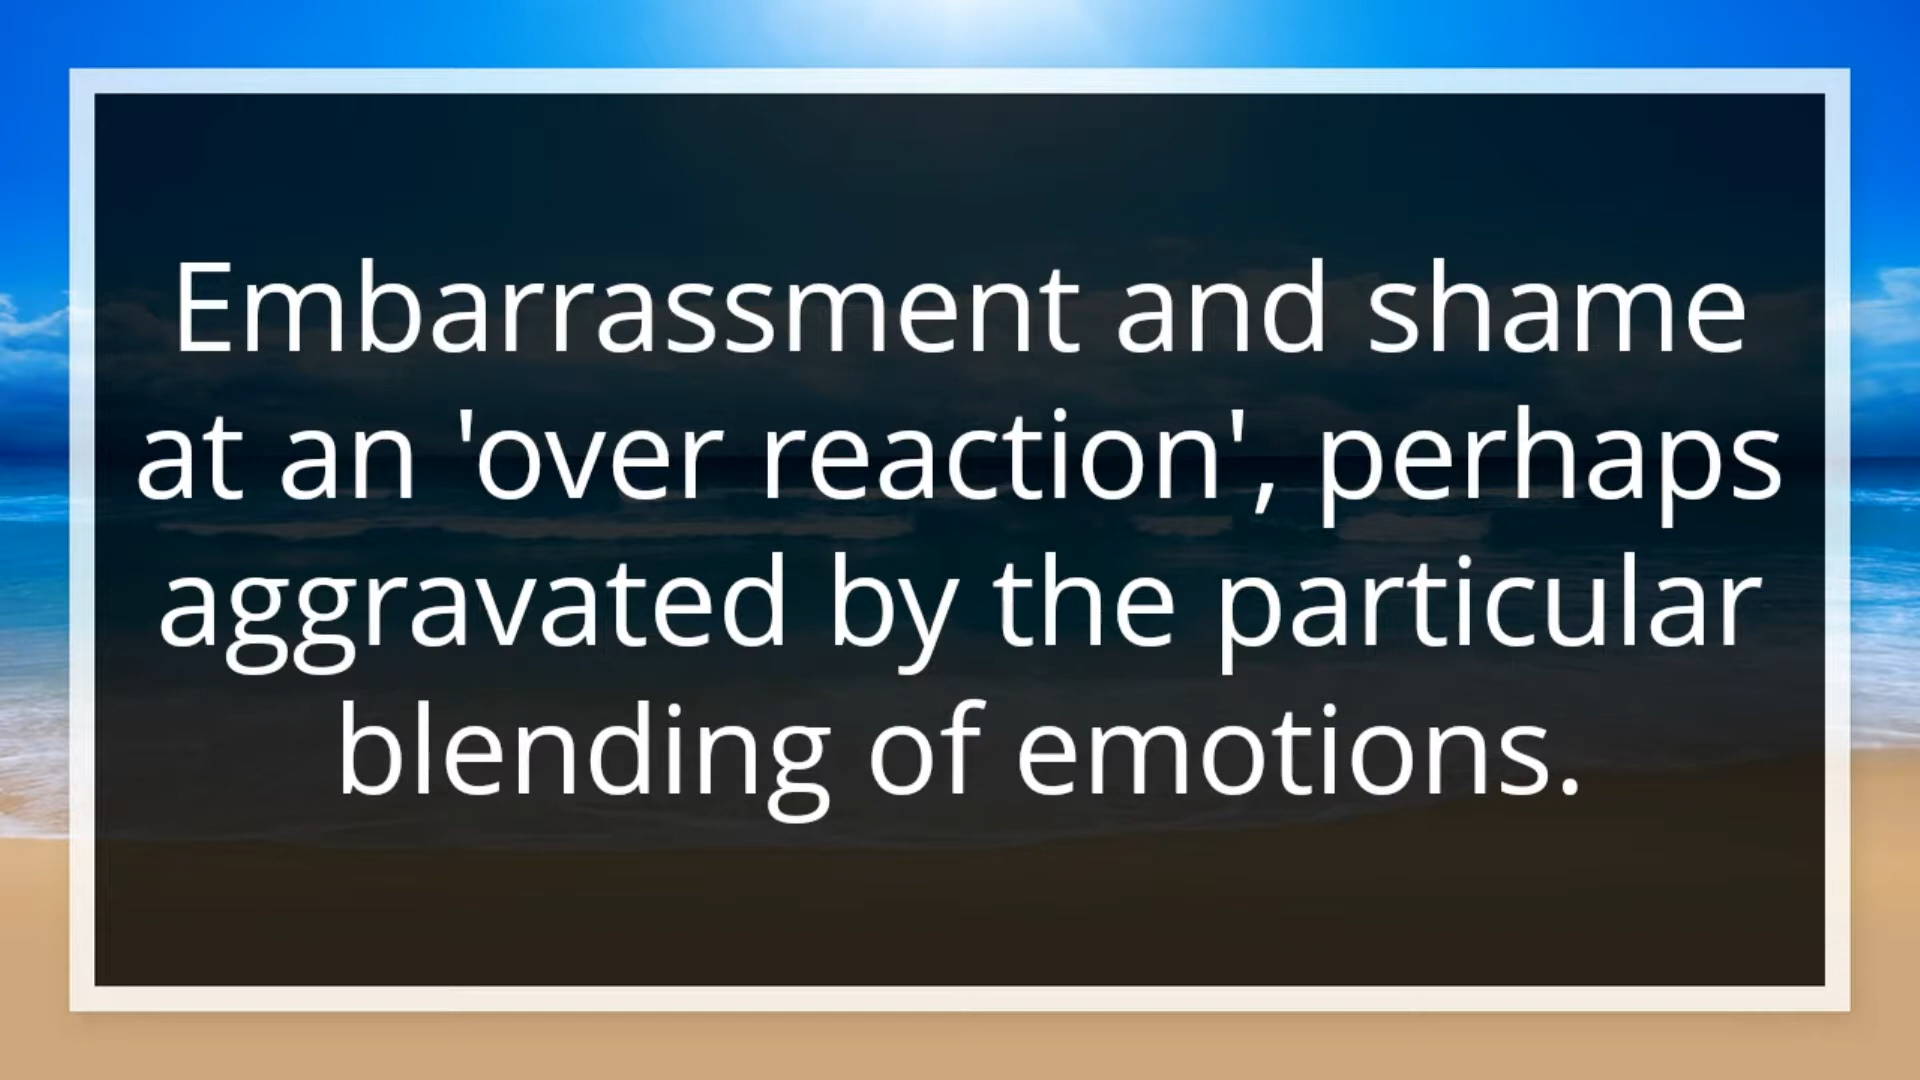 Embarrassment and shame
at an 'over reaction', perhaps
aggravated by the particular
blending of emotions.